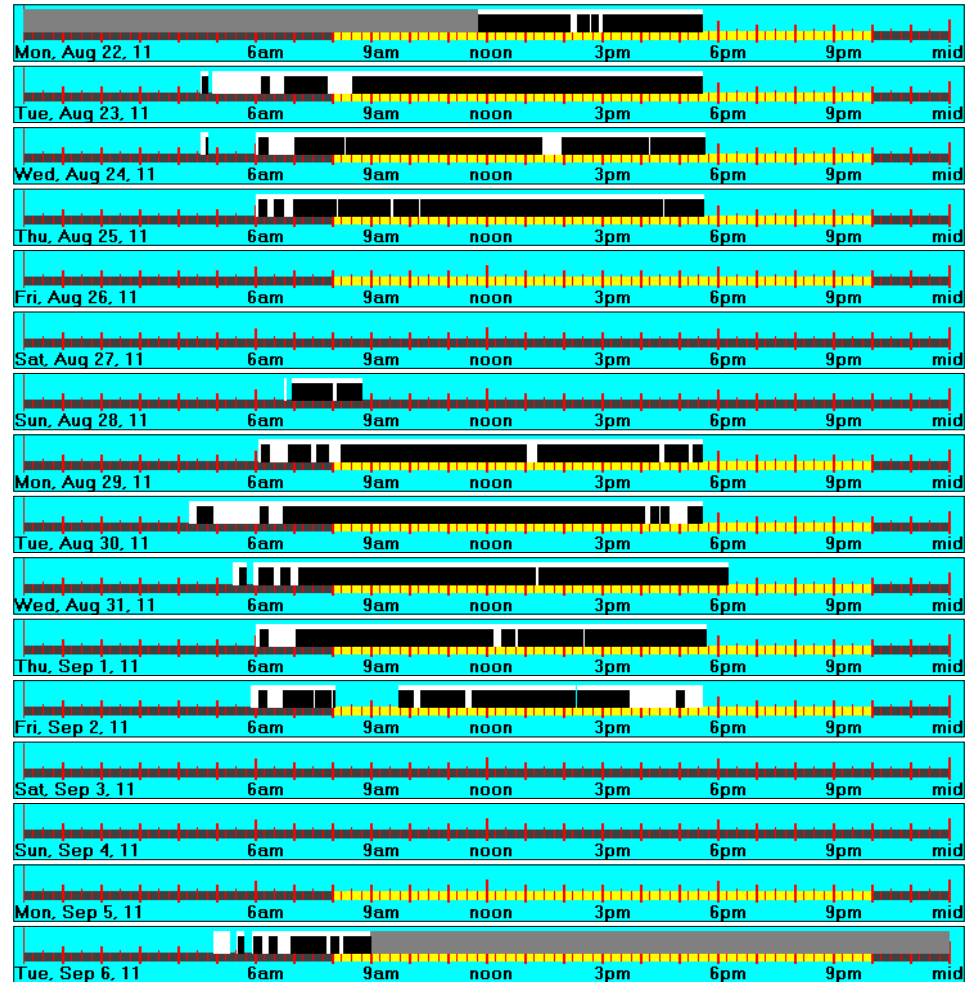 Mon, Aug 22, 11 6am 9am noon 3pm 6pm 9pm mid
Tue, Aug 23, 11 6am 9am noon 3pm 6pm 9pm mid
Wed, Aug 24, 11 6am 9am noon 3pm 6pm 9pm mid
Thu, Aug 25, 11 6am 9am noon 3pm 6pm 9pm mid
Fri, Aug 26, 11 6am 9am noon 3pm 6pm 9pm mid
Sat, Aug 27, 11 6am 9am noon 3pm 6pm 9pm mid
Sun, Aug 28, 11 6am 9am noon 3pm 6pm 9pm mid
Mon, Aug 29, 11 6am 9am noon 3pm 6pm 9pm mid
Tue, Aug 30, 11 6am 9am noon 3pm 6pm 9pm mid
Wed, Aug 31, 11 6am 9am noon 3pm 6pm 9pm mid
Thu, Sep 1, 11 6am 9am noon 3pm 6pm 9pm mid
Fri, Sep 2, 11 6am 9am noon 3pm 6pm 9pm mid
Sat, Sep 3, 11 6am 9am noon 3pm 6pm 9pm mid
Sun, Sep 4, 11 6am 9am noon 3pm 6pm 9pm mid
Mon, Sep 5, 11 6am 9am noon 3pm 6pm 9pm mid
Tue, Sep 6, 11 6am 9am noon 3pm 6pm 9pm mid